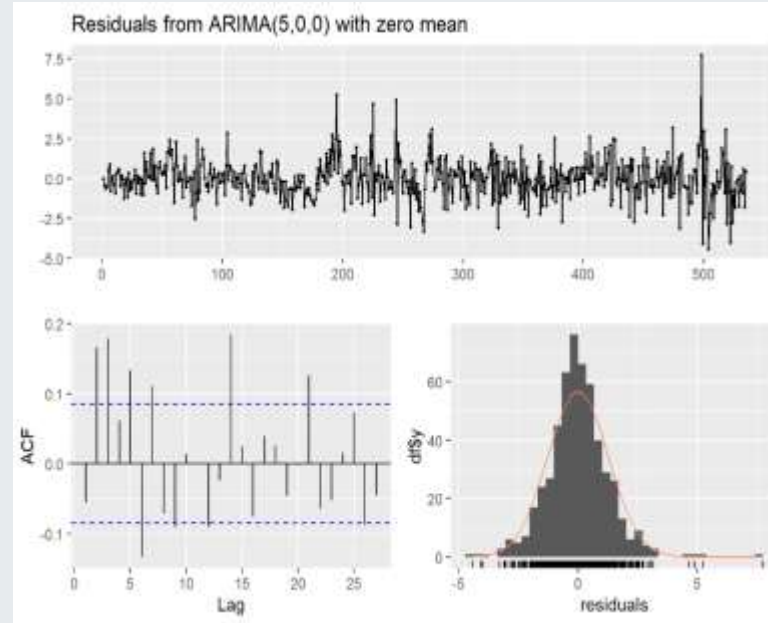 Residuals from ARIMA(5,0,0) with zero mean
7.5
5.0
2.5
0.0
-2.5
-5.0
0 100 200 300 400 500
0.2
0.1
0.0
-0.1
ACF
0 5 10 15 20 25
Lag
60
40
20
0
df$y
-5 0 5
residuals